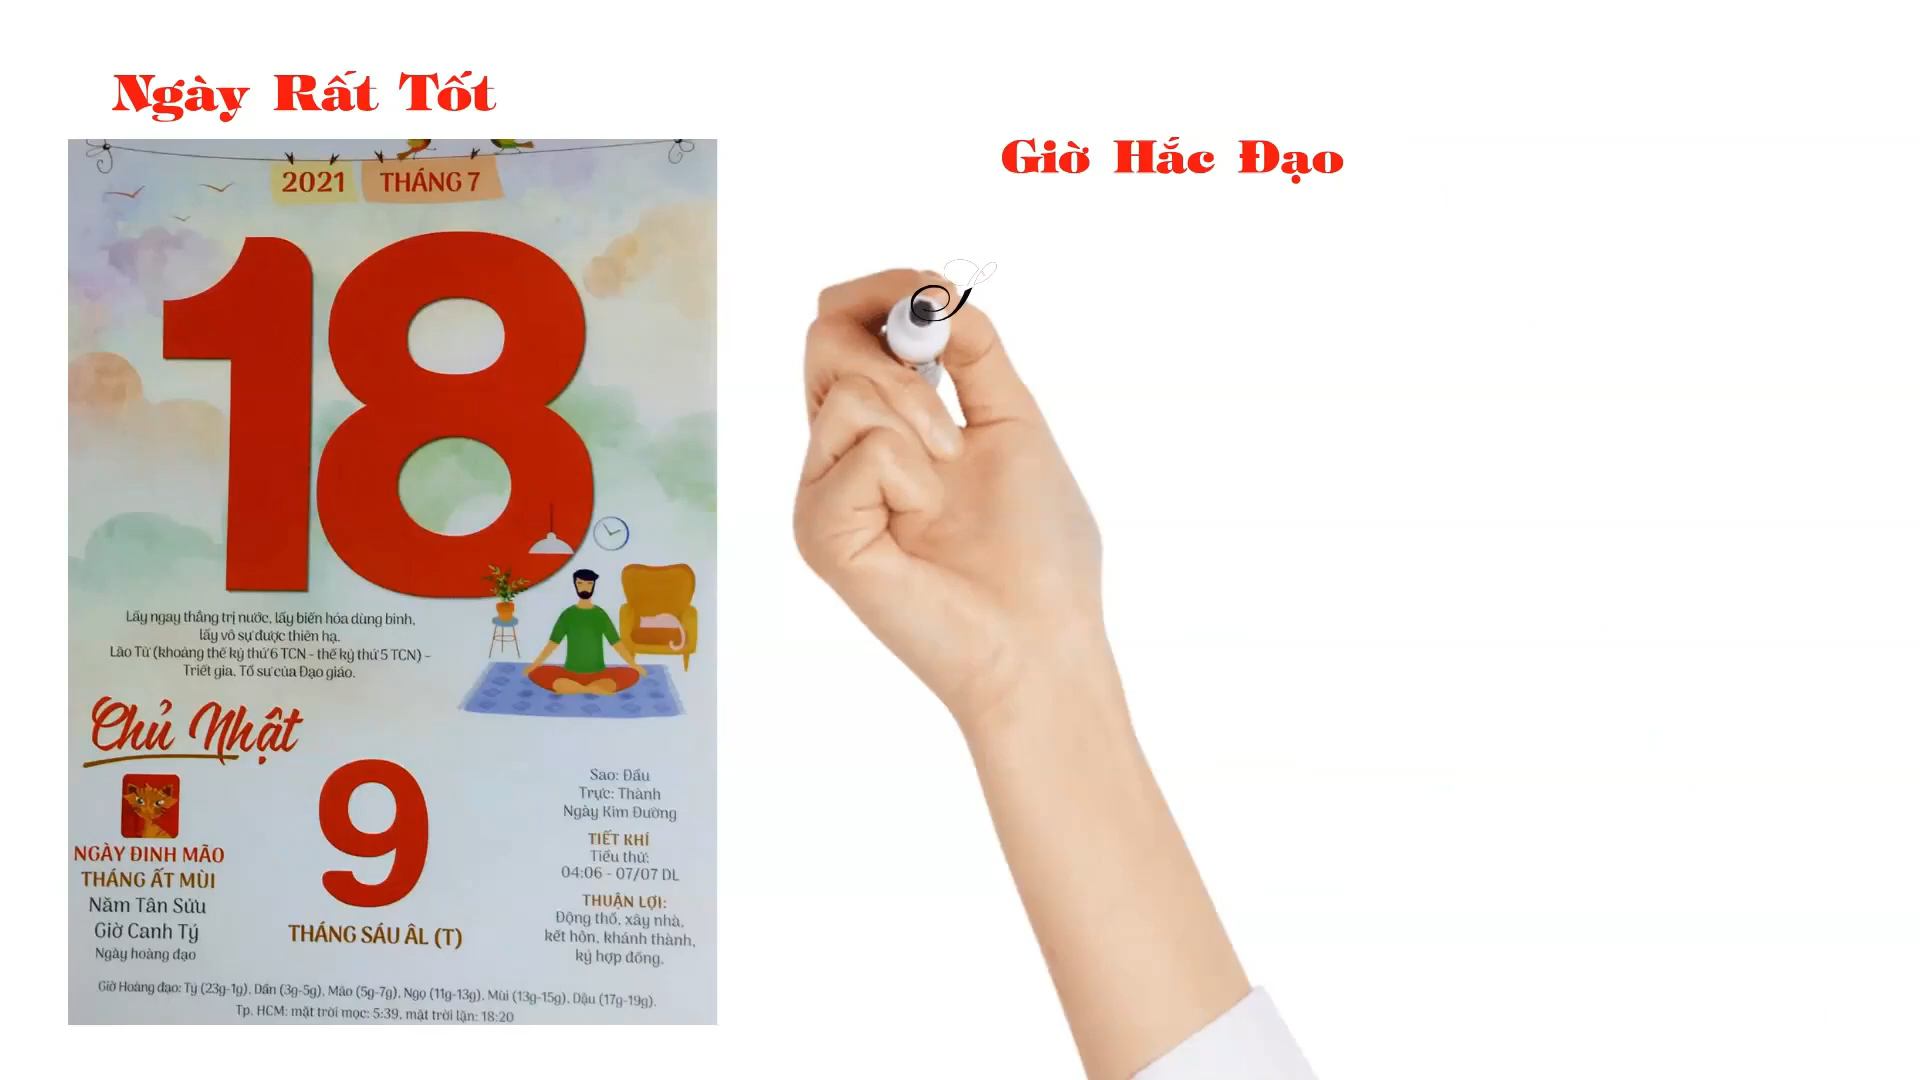 Ngày Rất Tốt
Giờ Hắc Đạo
S
2021 THÁNG 7
18
Lấy ngay thẳng trị nước, lấy biến hóa dùng binh,
lấy vô sự được thiên hạ.
Lão Tử (khoảng thế kỷ thứ 6 TCN - thế kỷ thứ 5 TCN) -
Triết gia, Tổ sư của Đạo giáo.
Chủ Nhật
9
THÁNG SÁU ÂL (T)
NGÀY ĐINH MÃO
THÁNG ẤT MÙI
Năm Tân Sửu
Giờ Canh Tý
Ngày hoàng đạo
Sao: Đẩu
Trực: Thành
Ngày Kim Đường
TIẾT KHÍ
Tiểu thử:
04:06 - 07/07 DL
THUẬN LỢI:
Động thổ, xây nhà,
kết hôn, khánh thành,
ký hợp đồng.
Giờ Hoàng đạo: Tý (23g-1g), Dần (3g-5g), Mão (5g-7g), Ngọ (11g-13g), Mùi (13g-15g), Dậu (17g-19g).
Tp. HCM: mặt trời mọc: 5:39, mặt trời lặn: 18:20